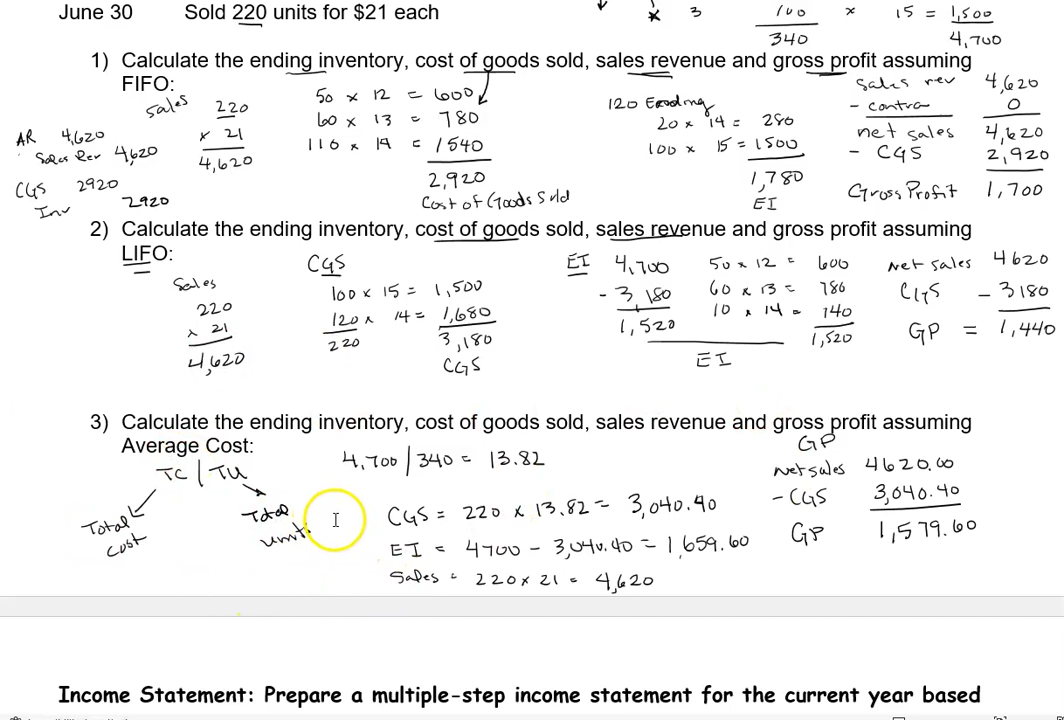 June 30 Sold 220 units for $21 each
x 3 100 x 15 = 1,500
340 4,700
1) Calculate the ending inventory, cost of goods sold, sales revenue and gross profit assuming
FIFO:
Sales 220
x 21
4,620
AR 4,620
Sales Rev 4,620
CGS 2920
Inv 2920
50 x 12 = 600
60 x 13 = 780
110 x 14 = 1540
2,920
Cost of Goods Sold
120 Ending
20 x 14 = 280
100 x 15 = 1500
1,780
EI
Sales rev 4,620
- contra 0
net sales 4,620
- CGS 2,920
Gross Profit 1,700
2) Calculate the ending inventory, cost of goods sold, sales revenue and gross profit assuming
LIFO:
Sales
220
x 21
4,620
CGS
100 x 15 = 1,500
120 x 14 = 1,680
220 3,180
CGS
EI 4,700
- 3,180
1,520
50 x 12 = 600
60 x 13 = 780
10 x 14 = 140
1,520
EI
net sales 4620
CGS - 3180
GP = 1,440
3) Calculate the ending inventory, cost of goods sold, sales revenue and gross profit assuming
Average Cost:
TC / TU
Total cost
Total units
4,700 / 340 = 13.82
CGS = 220 x 13.82 = 3,040.40
EI = 4700 - 3,040.40 = 1,659.60
Sales = 220 x 21 = 4,620
GP
net sales 4620.00
- CGS 3,040.40
GP 1,579.60
Income Statement: Prepare a multiple-step income statement for the current year based